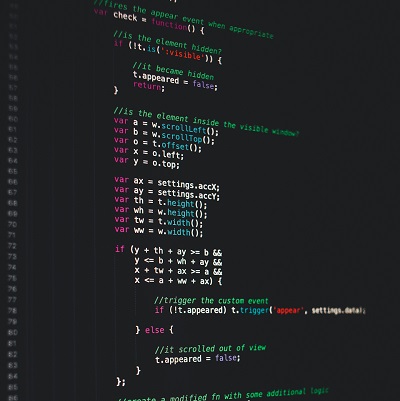 //fires the appear event when appropriate
var check = function() {
//is the element hidden?
if (!t.is(':visible')) {
//it became hidden
t.appeared = false;
return;
}
//is the element inside the visible window?
var a = w.scrollLeft();
var b = w.scrollTop();
var o = t.offset();
var x = o.left;
var y = o.top;
var ax = settings.accX;
var ay = settings.accY;
var th = t.height();
var wh = w.height();
var tw = t.width();
var ww = w.width();
if (y + th + ay >= b &&
y <= b + wh + ay &&
x + tw + ax >= a &&
x <= a + ww + ax) {
//trigger the custom event
if (!t.appeared) t.trigger('appear', settings.data);
} else {
//it scrolled out of view
t.appeared = false;
}
};
//create a modified fn with some additional logic